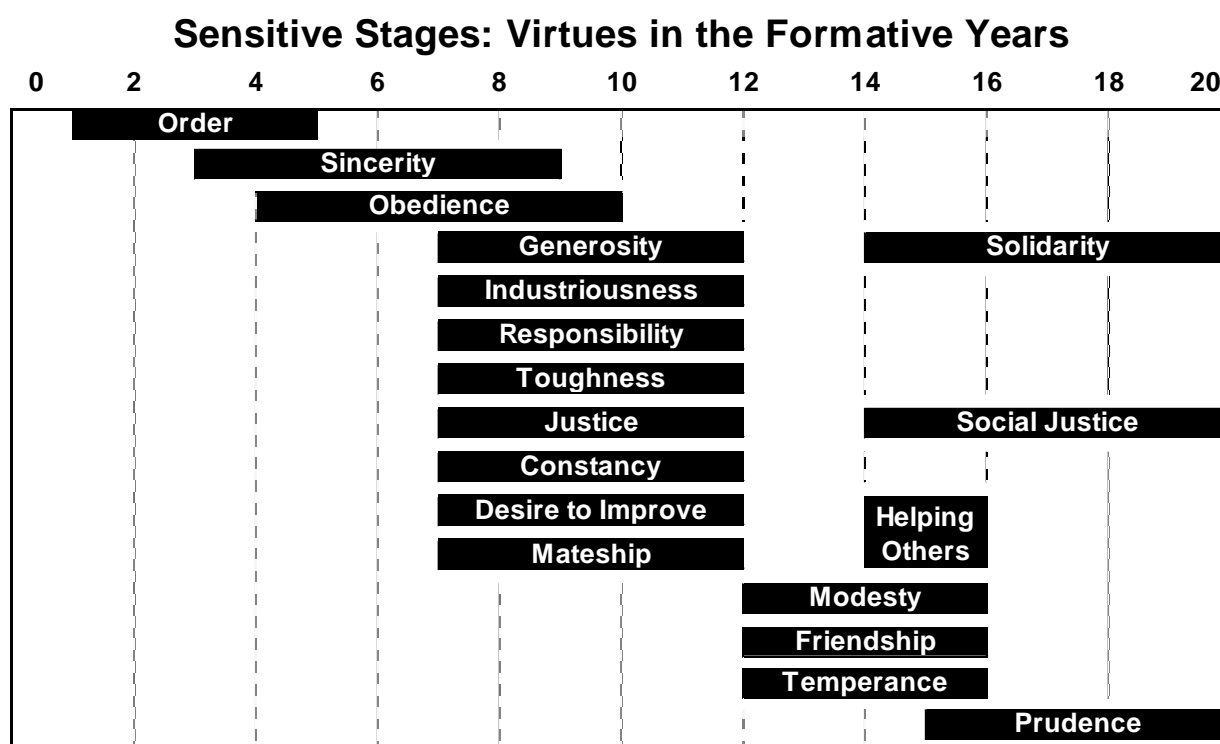 Sensitive Stages: Virtues in the Formative Years
0 2 4 6 8 10 12 14 16 18 20
Order
Sincerity
Obedience
Generosity Solidarity
Industriousness
Responsibility
Toughness
Justice Social Justice
Constancy
Desire to Improve
Helping
Others
Mateship
Modesty
Friendship
Temperance
Prudence